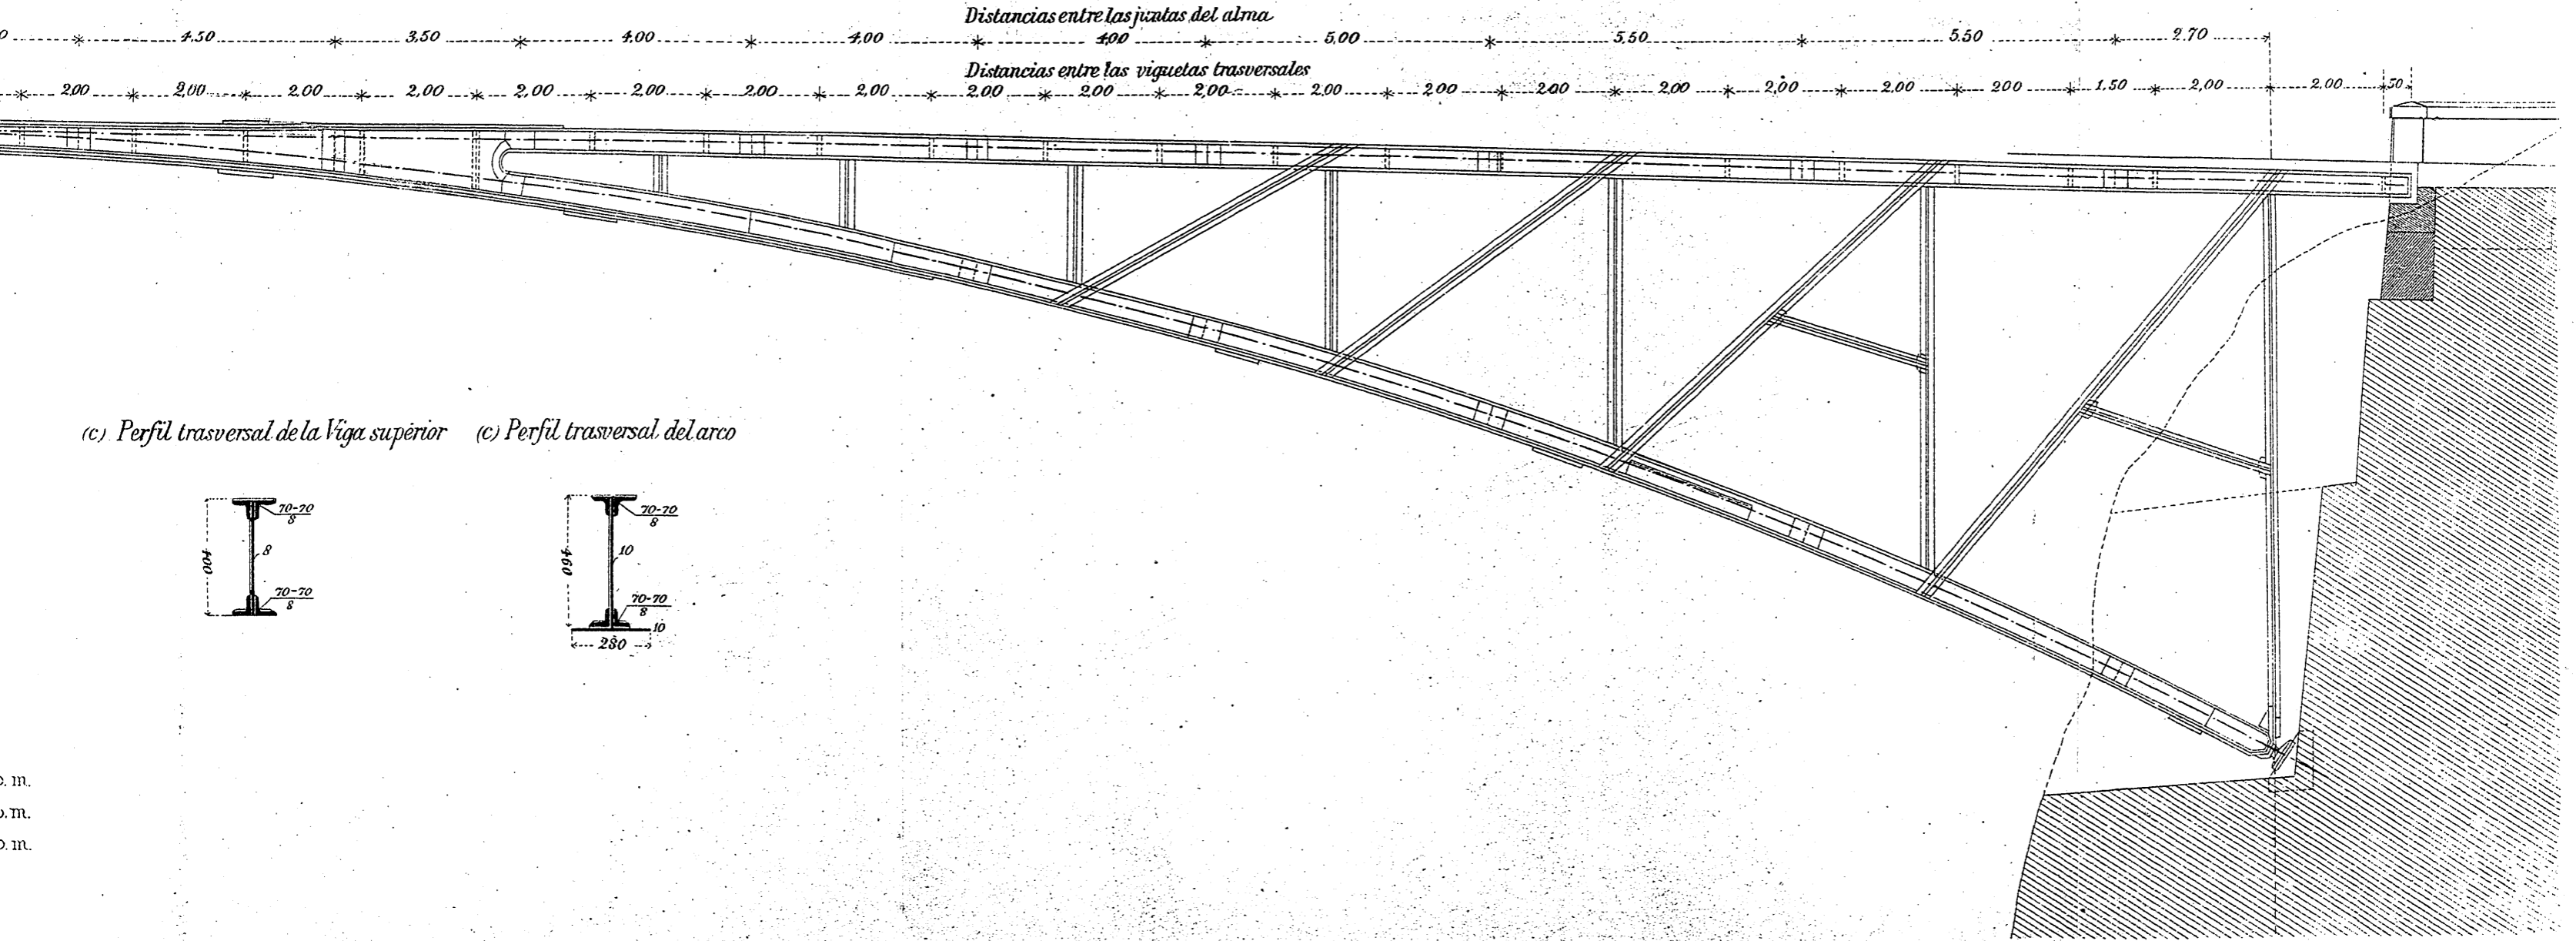 Distancias entre las juntas del alma
0 4.50 3,50 4,00 4,00 4,00 5,00 5,50 5.50 2.70
Distancias entre las viguetas trasversales
2,00 2,00 2,00 2,00 2,00 2,00 2,00 2,00 2,00 2,00 2,00 2,00 2,00 2,00 2,00 2,00 2,00 2,00 1.50 2,00 2,00 50
(c) Perfil trasversal de la Viga supérior (c) Perfil trasversal del arco
70-70
8
400
8
70-70
8
70-70
8
460
10
70-70
8
10
280
o. m.
o. m.
o. m.